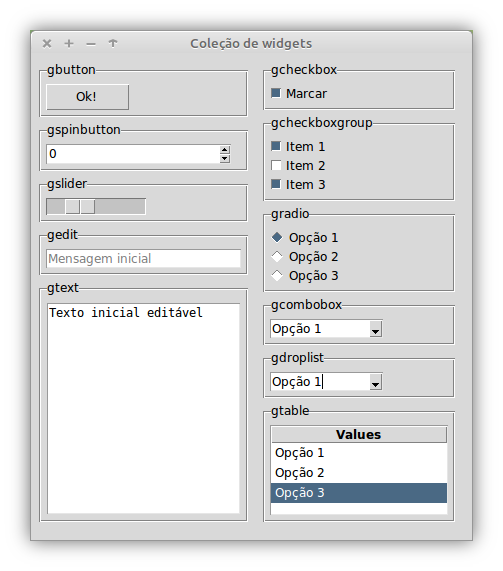 Coleção de widgets
gbutton
Ok!
gspinbutton
0
gslider
gedit
Mensagem inicial
gtext
Texto inicial editável
gcheckbox
Marcar
gcheckboxgroup
Item 1
Item 2
Item 3
gradio
Opção 1
Opção 2
Opção 3
gcombobox
Opção 1
gdroplist
Opção 1
gtable
Values
Opção 1
Opção 2
Opção 3